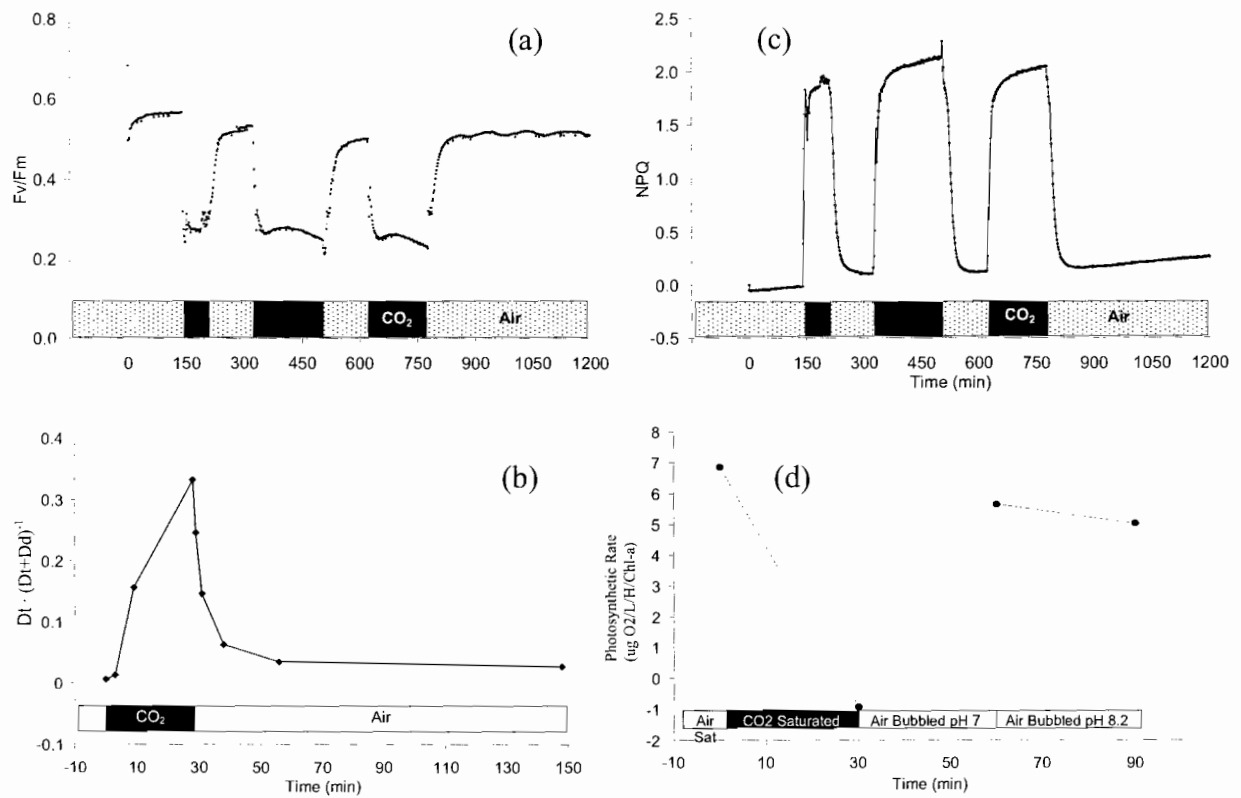 (a)
Fv/Fm
0.8
0.6
0.4
0.2
0.0
CO₂
Air
0 150 300 450 600 750 900 1050 1200
(c)
NPQ
2.5
2.0
1.5
1.0
0.5
0.0
-0.5
CO₂
Air
0 150 300 450 600 750 900 1050 1200
Time (min)
(b)
Dt · (Dt+Dd)⁻¹
0.4
0.3
0.2
0.1
0
-0.1
CO₂
Air
-10 10 30 50 70 90 110 130 150
Time (min)
(d)
Photosynthetic Rate
(ug O2/L/H/Chl-a)
8
7
6
5
4
3
2
1
0
-1
-2
Air
Sat
CO2 Saturated
Air Bubbled pH 7
Air Bubbled pH 8.2
-10 10 30 50 70 90
Time (min)